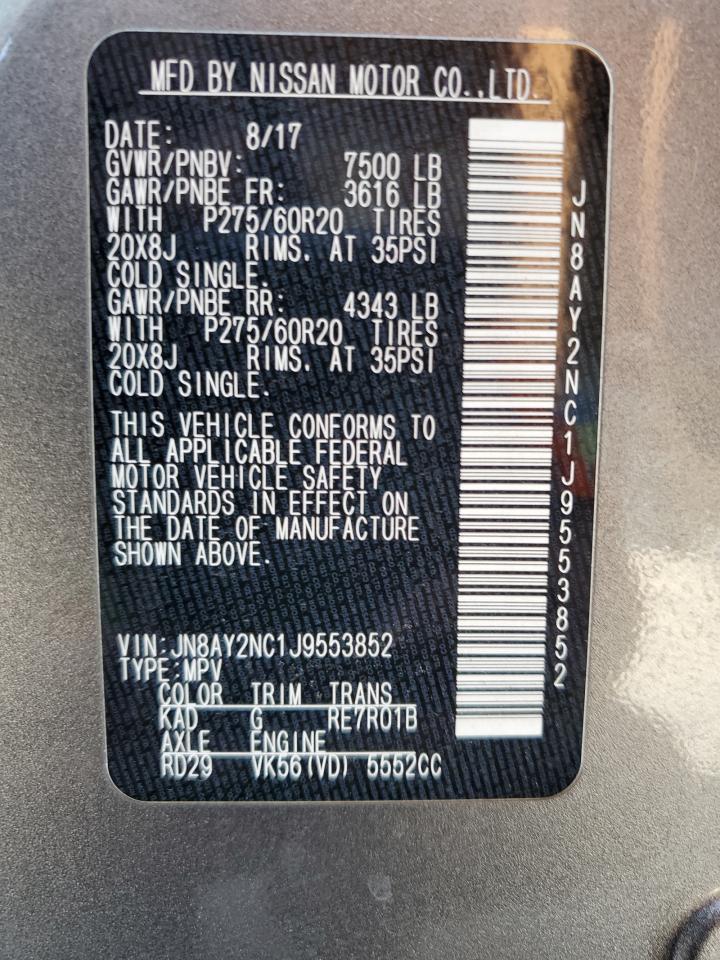 MFD BY NISSAN MOTOR CO.,LTD.
DATE: 8/17
GVWR/PNBV: 7500 LB
GAWR/PNBE FR: 3616 LB
WITH P275/60R20 TIRES
20X8J RIMS. AT 35PSI
COLD SINGLE.
GAWR/PNBE RR: 4343 LB
WITH P275/60R20 TIRES
20X8J RIMS. AT 35PSI
COLD SINGLE.
THIS VEHICLE CONFORMS TO
ALL APPLICABLE FEDERAL
MOTOR VEHICLE SAFETY
STANDARDS IN EFFECT ON
THE DATE OF MANUFACTURE
SHOWN ABOVE.
VIN:JN8AY2NC1J9553852
TYPE:MPV
COLOR TRIM TRANS
KAD G RE7R01B
AXLE ENGINE
RD29 VK56(VD) 5552CC
JN8AY2NC1J9553852